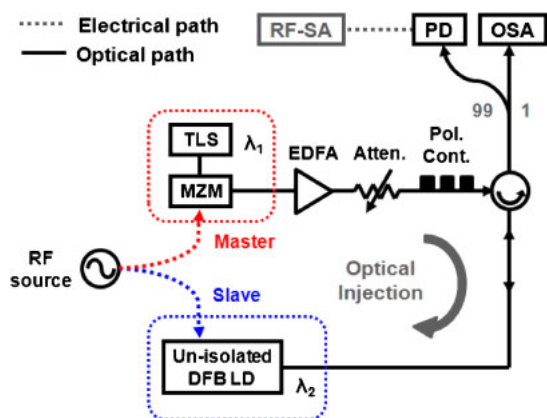 Electrical path
Optical path
RF-SA
PD
OSA
99
1
TLS
λ1
MZM
EDFA
Atten.
Pol.
Cont.
Master
RF
source
Slave
Optical
Injection
Un-isolated
DFB LD
λ2